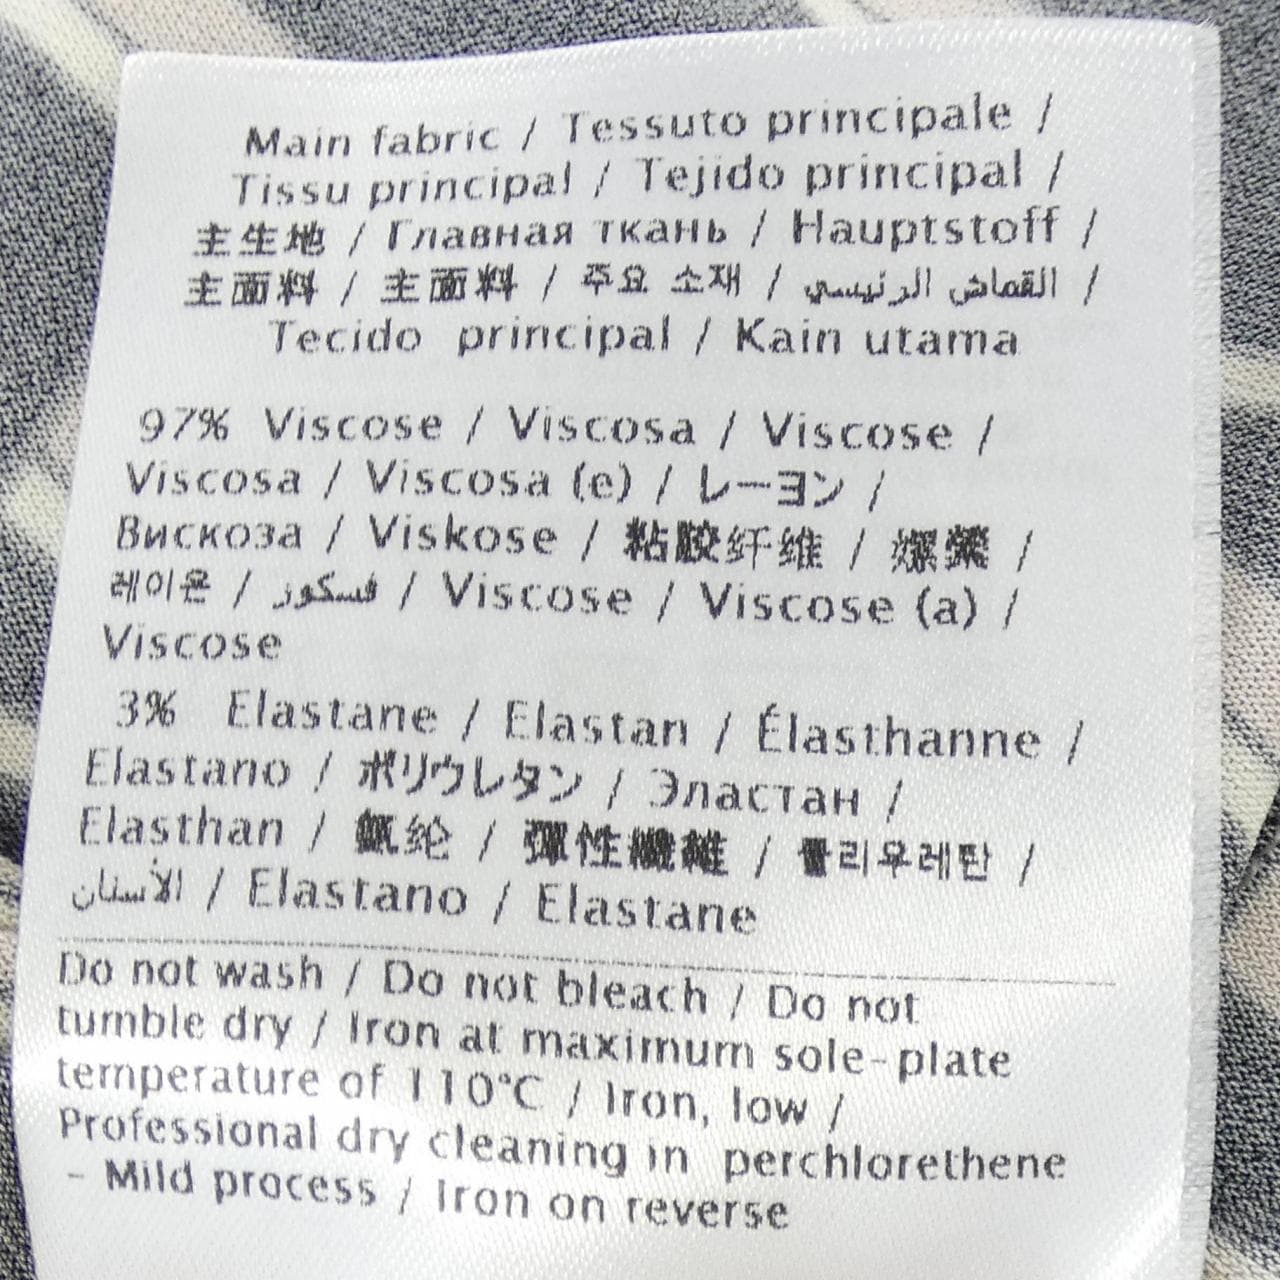 Main fabric / Tessuto principale /
Tissu principal / Tejido principal /
主生地 / Главная ткань / Hauptstoff /
主面料 / 主面料 / 주요 소재 / القماش الرئيسي /
Tecido principal / Kain utama
97% Viscose / Viscosa / Viscose /
Viscosa / Viscosa (e) / レーヨン /
Вискоза / Viskose / 粘胶纤维 / 嫘縈 /
레이온 / فسكوز / Viscose / Viscose (a) /
Viscose
3% Elastane / Elastan / Élasthanne /
Elastano / ポリウレタン / Эластан /
Elasthan / 氨纶 / 彈性纖維 / 폴리우레탄 /
الأستان / Elastano / Elastane
Do not wash / Do not bleach / Do not
tumble dry / Iron at maximum sole-plate
temperature of 110°C / Iron, low /
Professional dry cleaning in perchlorethene
- Mild process / Iron on reverse